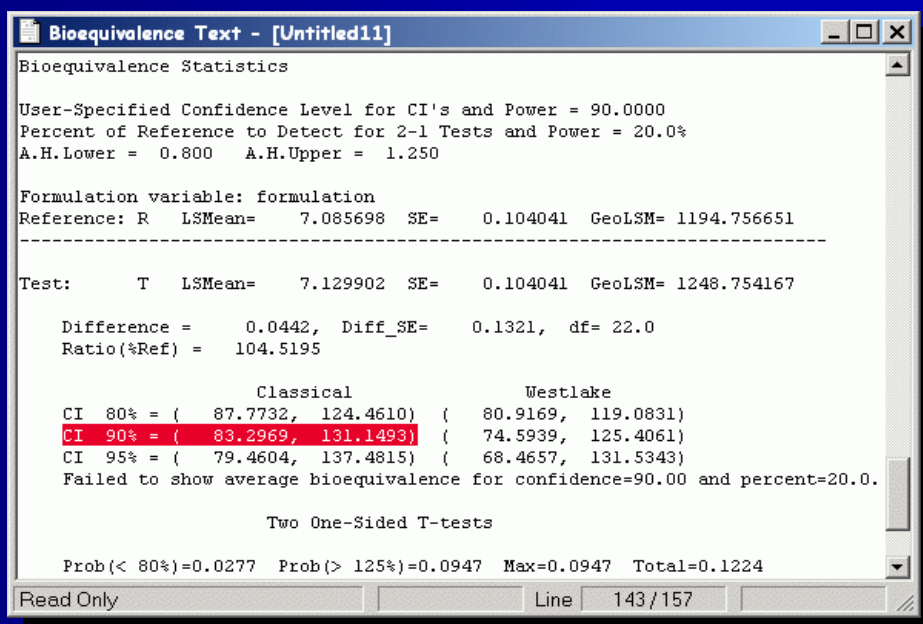 Bioequivalence Text - [Untitled11]
Bioequivalence Statistics
User-Specified Confidence Level for CI's and Power = 90.0000
Percent of Reference to Detect for 2-1 Tests and Power = 20.0%
A.H.Lower =  0.800   A.H.Upper =  1.250
Formulation variable: formulation
Reference: R   LSMean=    7.085698  SE=    0.104041  GeoLSM= 1194.756651
---------------------------------------------------------------------------
Test:      T   LSMean=    7.129902  SE=    0.104041  GeoLSM= 1248.754167
Difference =     0.0442,  Diff_SE=    0.1321,  df= 22.0
Ratio(%Ref) =   104.5195
Classical                Westlake
CI  80% = (   87.7732,  124.4610)  (   80.9169,  119.0831)
CI  90% = (   83.2969,  131.1493)  (   74.5939,  125.4061)
CI  95% = (   79.4604,  137.4815)  (   68.4657,  131.5343)
Failed to show average bioequivalence for confidence=90.00 and percent=20.0.
Two One-Sided T-tests
Prob(< 80%)=0.0277  Prob(> 125%)=0.0947  Max=0.0947  Total=0.1224
Read Only   Line   143/157